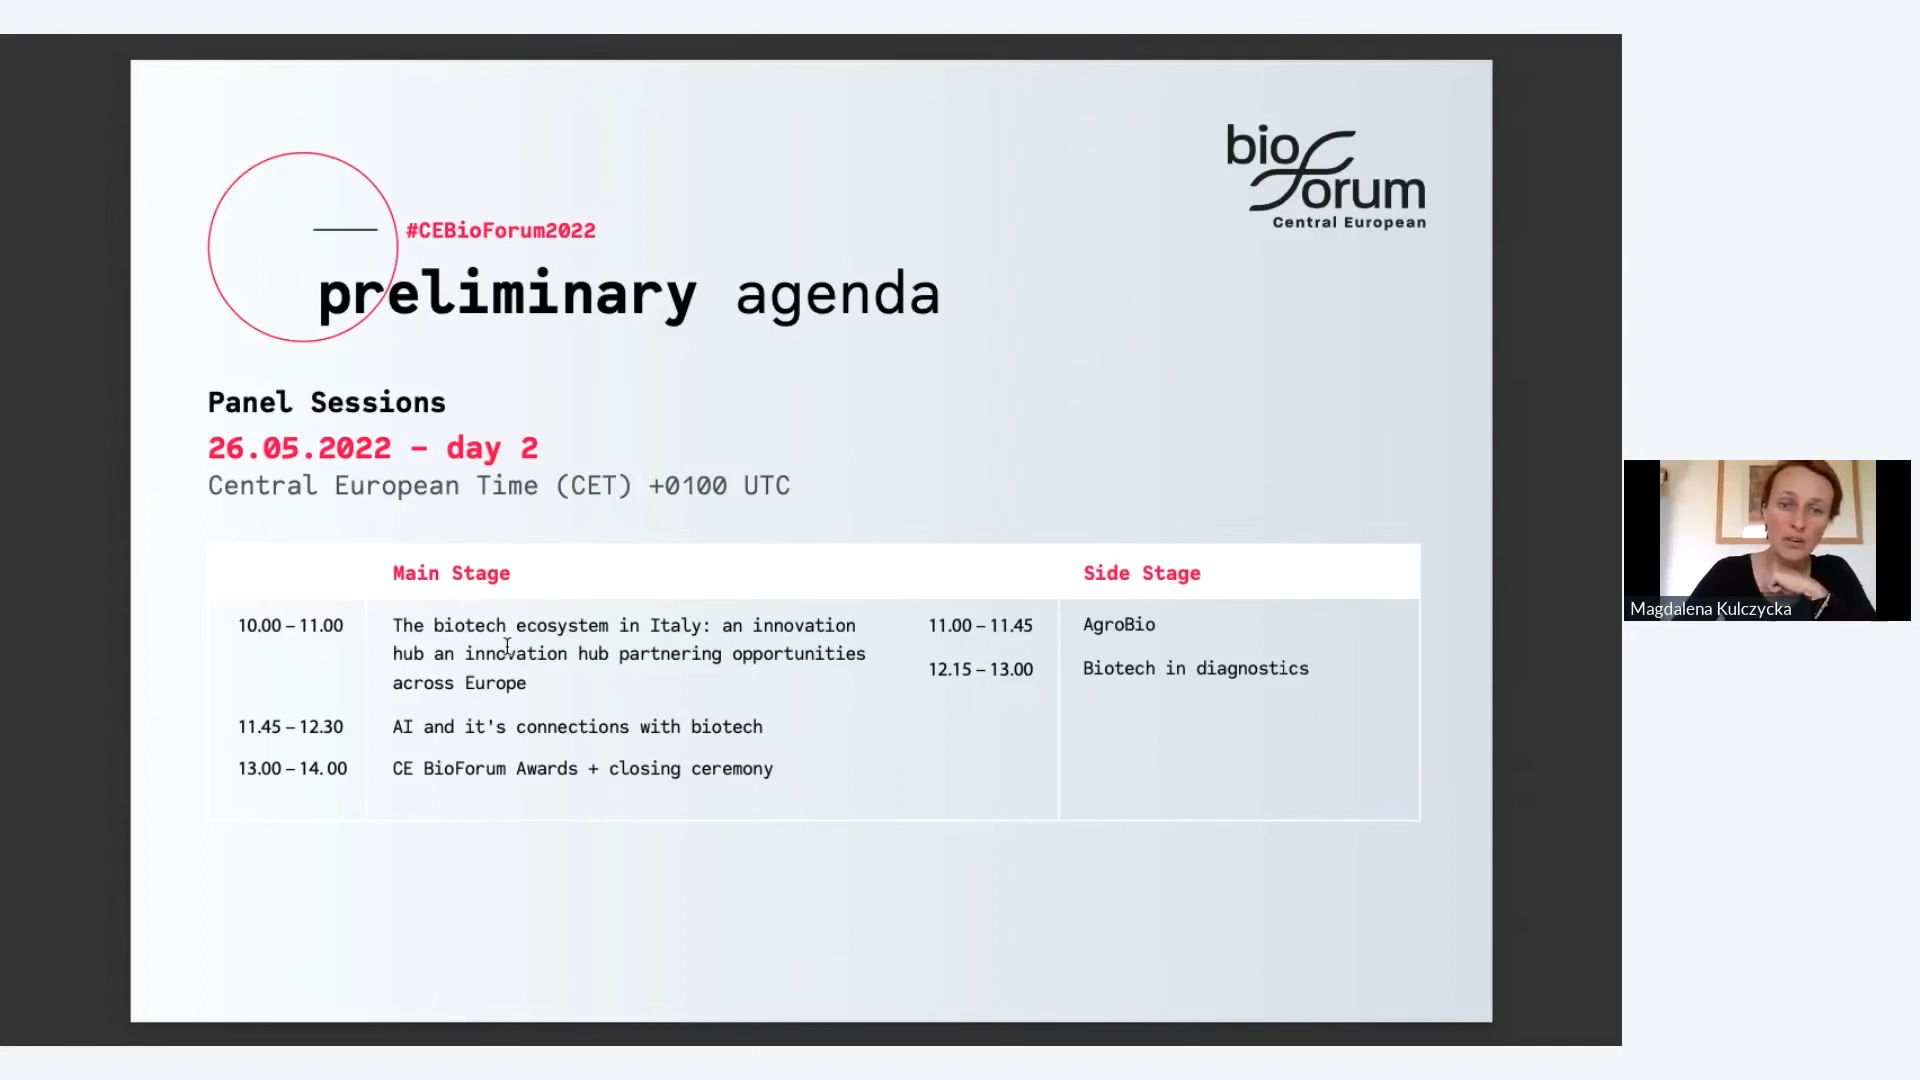 bio
forum
Central European
#CEBioForum2022
preliminary agenda
Panel Sessions
26.05.2022 – day 2
Central European Time (CET) +0100 UTC
Main Stage
Side Stage
10.00 – 11.00
The biotech ecosystem in Italy: an innovation
hub an innovation hub partnering opportunities
across Europe
11.45 – 12.30
AI and it's connections with biotech
13.00 – 14.00
CE BioForum Awards + closing ceremony
11.00 – 11.45
AgroBio
12.15 – 13.00
Biotech in diagnostics
Magdalena Kulczycka